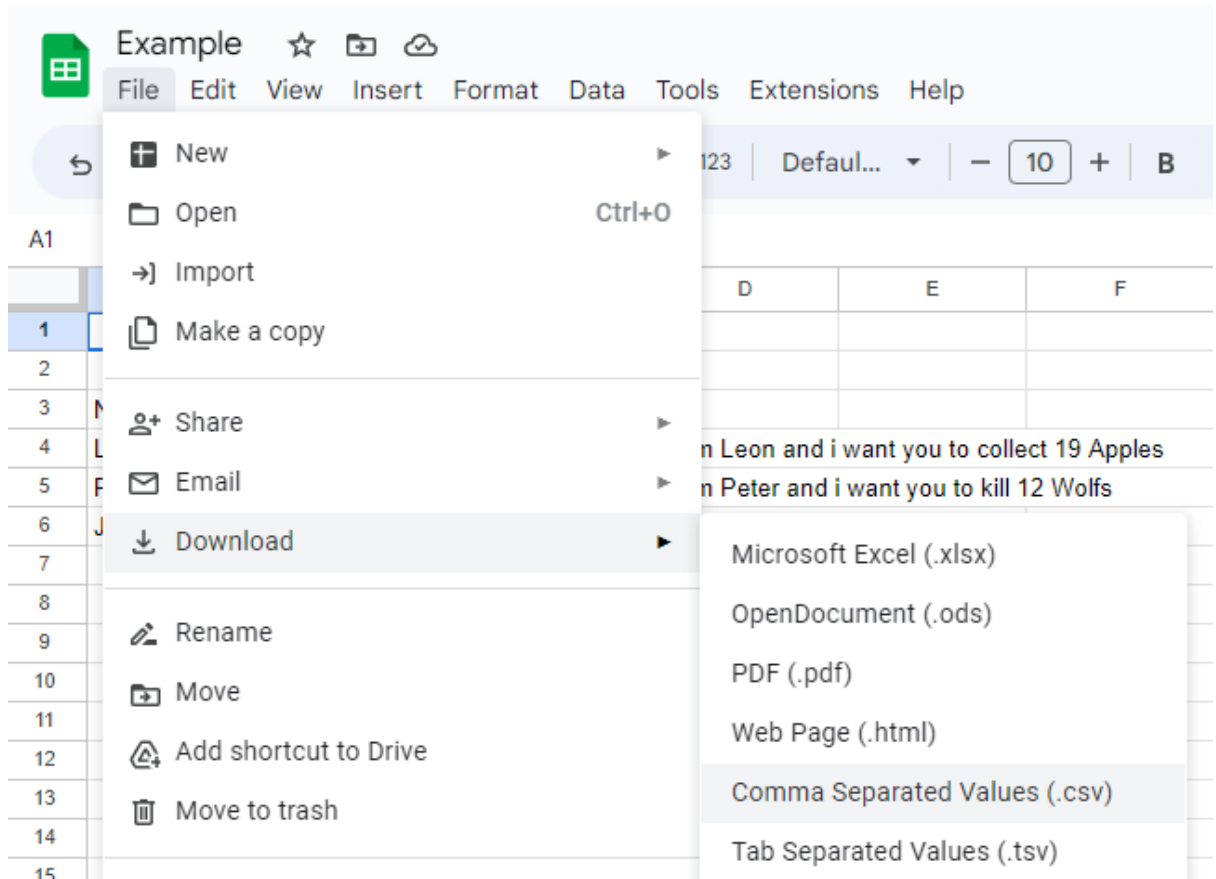 Example
File Edit View Insert Format Data Tools Extensions Help
New 123 Defaul... 10 B
Open Ctrl+O
A1
Import
D E F
1
Make a copy
2
3 N
Share
4 L m Leon and i want you to collect 19 Apples
5 Email m Peter and i want you to kill 12 Wolfs
6 J
Download
Microsoft Excel (.xlsx)
7
8
OpenDocument (.ods)
Rename
9
PDF (.pdf)
10
Move
11
Web Page (.html)
12 Add shortcut to Drive
Comma Separated Values (.csv)
13
Move to trash
14
Tab Separated Values (.tsv)
15